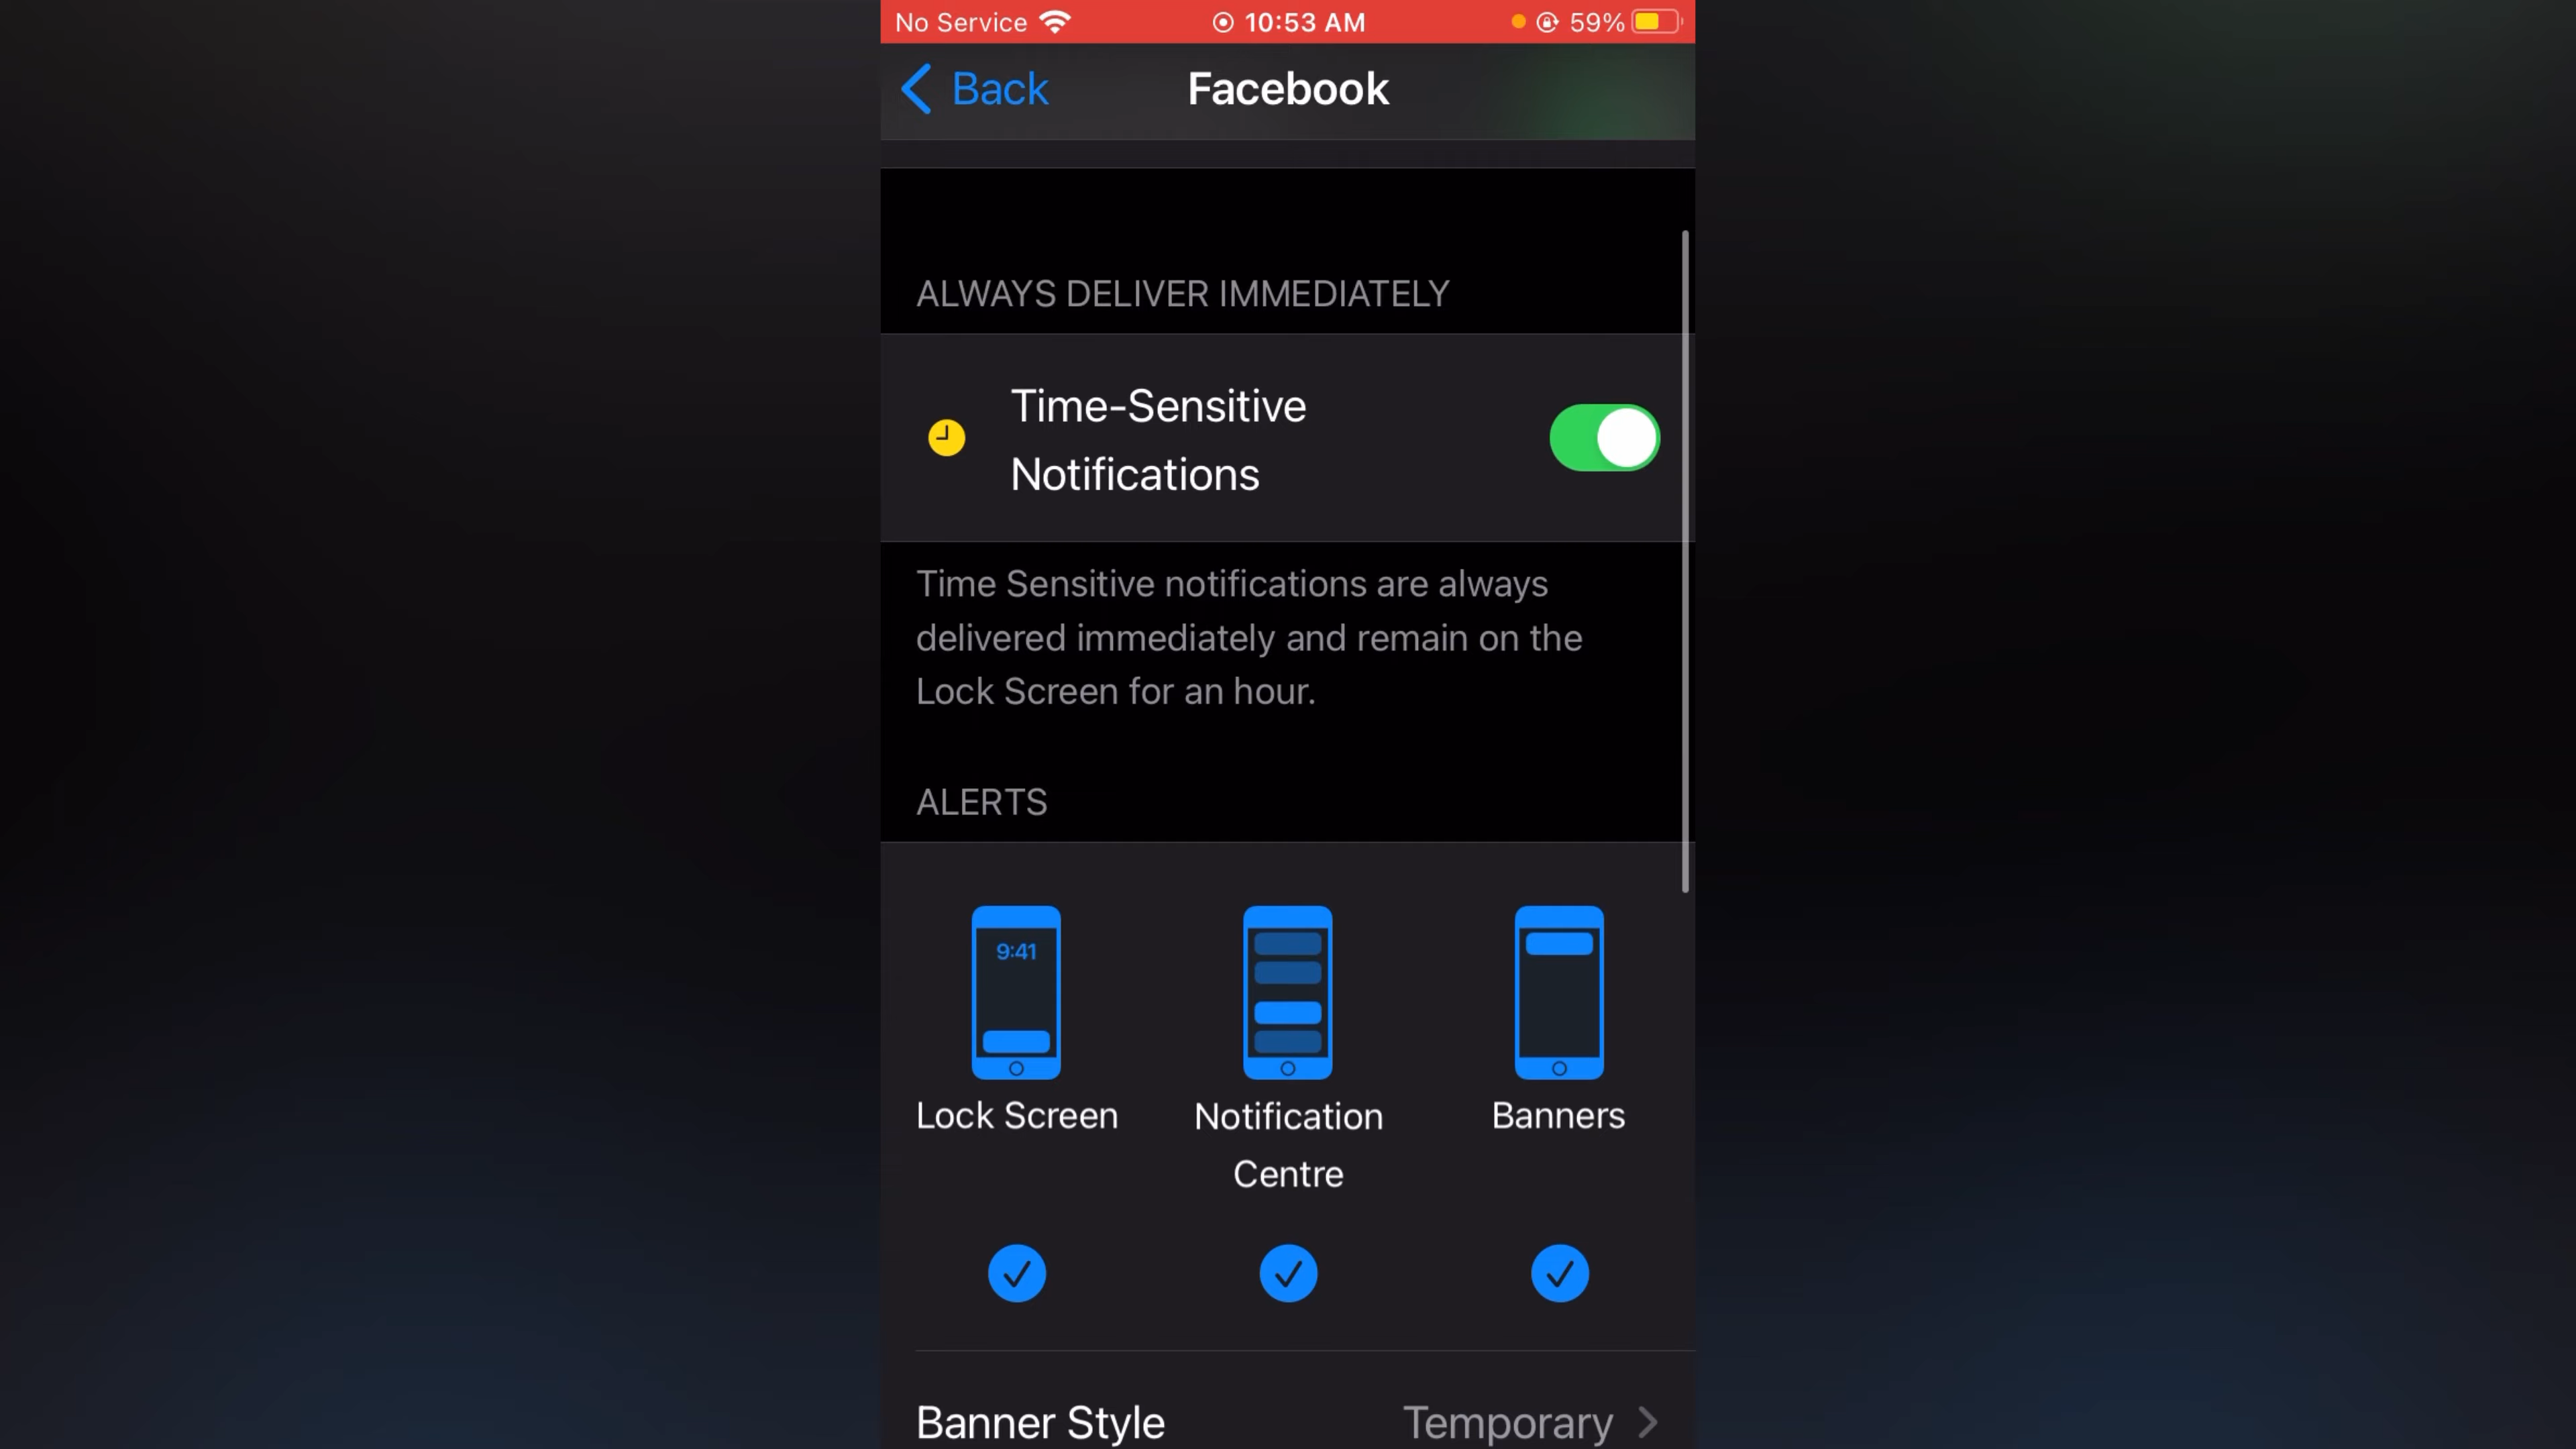 No Service 10:53 AM 59%
Back Facebook
ALWAYS DELIVER IMMEDIATELY
Time-Sensitive
Notifications
Time Sensitive notifications are always
delivered immediately and remain on the
Lock Screen for an hour.
ALERTS
9:41
Lock Screen Notification Banners
Centre
Banner Style Temporary